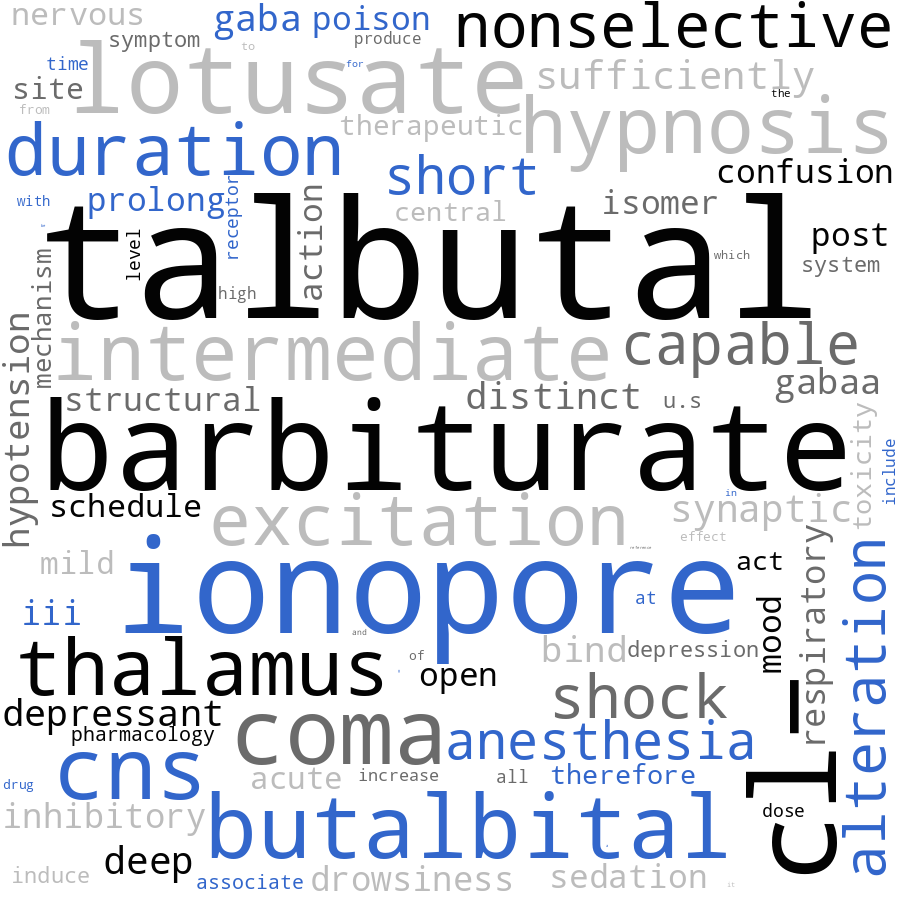 nervous
gaba
poison
nonselective
symptom
to
produce
time
for
lotusate
sufficiently
site
the
from
hypnosis
therapeutic
duration
short
confusion
with
prolong
receptor
action
central
isomer
talbutal
level
post
mechanism
high
which
system
hypotension
intermediate
capable
structural
distinct
u.s
gabaa
barbiturate
toxicity
include
schedule
excitation
in
synaptic
effect
reference
mild
ionopore
act
respiratory
alteration
iii
at
mood
and
thalamus
of
open
bind
depression
depressant
coma
shock
cl−
pharmacology
anesthesia
cns
acute
increase
all
therefore
drug
inhibitory
butalbital
dose
deep
induce
associate
drowsiness
sedation
it